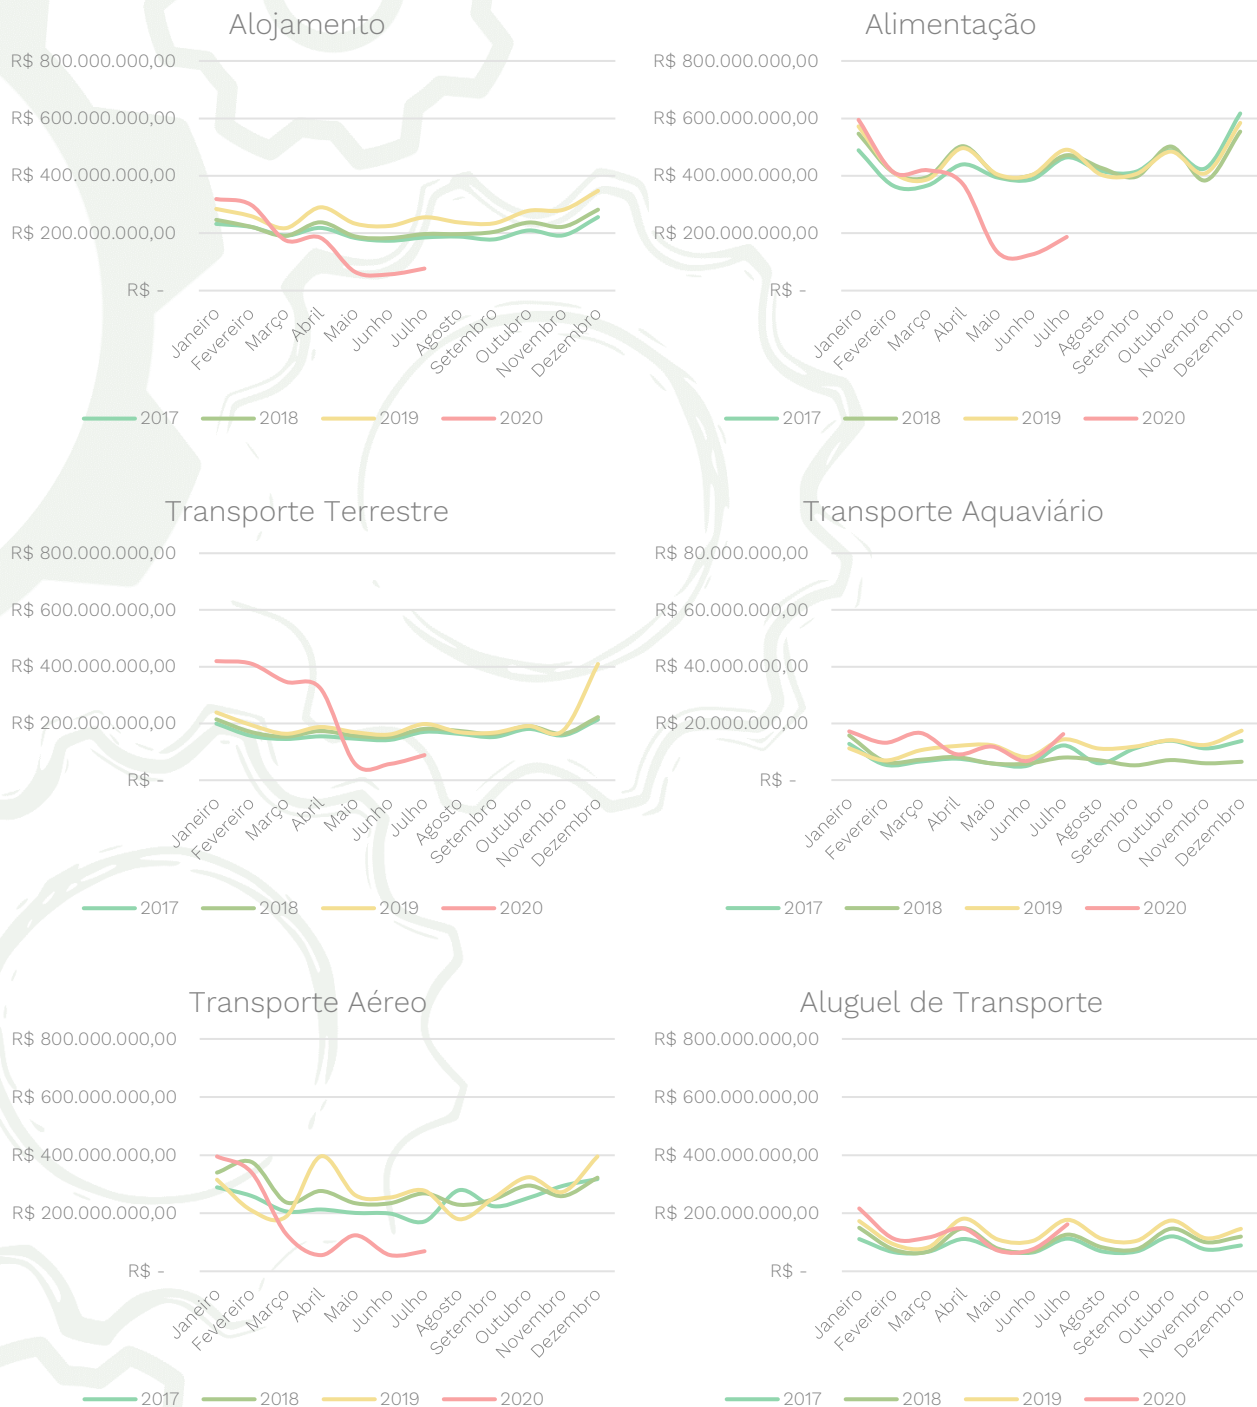 Alojamento
R$ 800.000.000,00
R$ 600.000.000,00
R$ 400.000.000,00
R$ 200.000.000,00
R$ -
Janeiro
Fevereiro
Março
Abril
Maio
Junho
Julho
Agosto
Setembro
Outubro
Novembro
Dezembro
2017 2018 2019 2020
Alimentação
R$ 800.000.000,00
R$ 600.000.000,00
R$ 400.000.000,00
R$ 200.000.000,00
R$ -
Janeiro
Fevereiro
Março
Abril
Maio
Junho
Julho
Agosto
Setembro
Outubro
Novembro
Dezembro
2017 2018 2019 2020
Transporte Terrestre
R$ 800.000.000,00
R$ 600.000.000,00
R$ 400.000.000,00
R$ 200.000.000,00
R$ -
Janeiro
Fevereiro
Março
Abril
Maio
Junho
Julho
Agosto
Setembro
Outubro
Novembro
Dezembro
2017 2018 2019 2020
Transporte Aquaviário
R$ 80.000.000,00
R$ 60.000.000,00
R$ 40.000.000,00
R$ 20.000.000,00
R$ -
Janeiro
Fevereiro
Março
Abril
Maio
Junho
Julho
Agosto
Setembro
Outubro
Novembro
Dezembro
2017 2018 2019 2020
Transporte Aéreo
R$ 800.000.000,00
R$ 600.000.000,00
R$ 400.000.000,00
R$ 200.000.000,00
R$ -
Janeiro
Fevereiro
Março
Abril
Maio
Junho
Julho
Agosto
Setembro
Outubro
Novembro
Dezembro
2017 2018 2019 2020
Aluguel de Transporte
R$ 800.000.000,00
R$ 600.000.000,00
R$ 400.000.000,00
R$ 200.000.000,00
R$ -
Janeiro
Fevereiro
Março
Abril
Maio
Junho
Julho
Agosto
Setembro
Outubro
Novembro
Dezembro
2017 2018 2019 2020